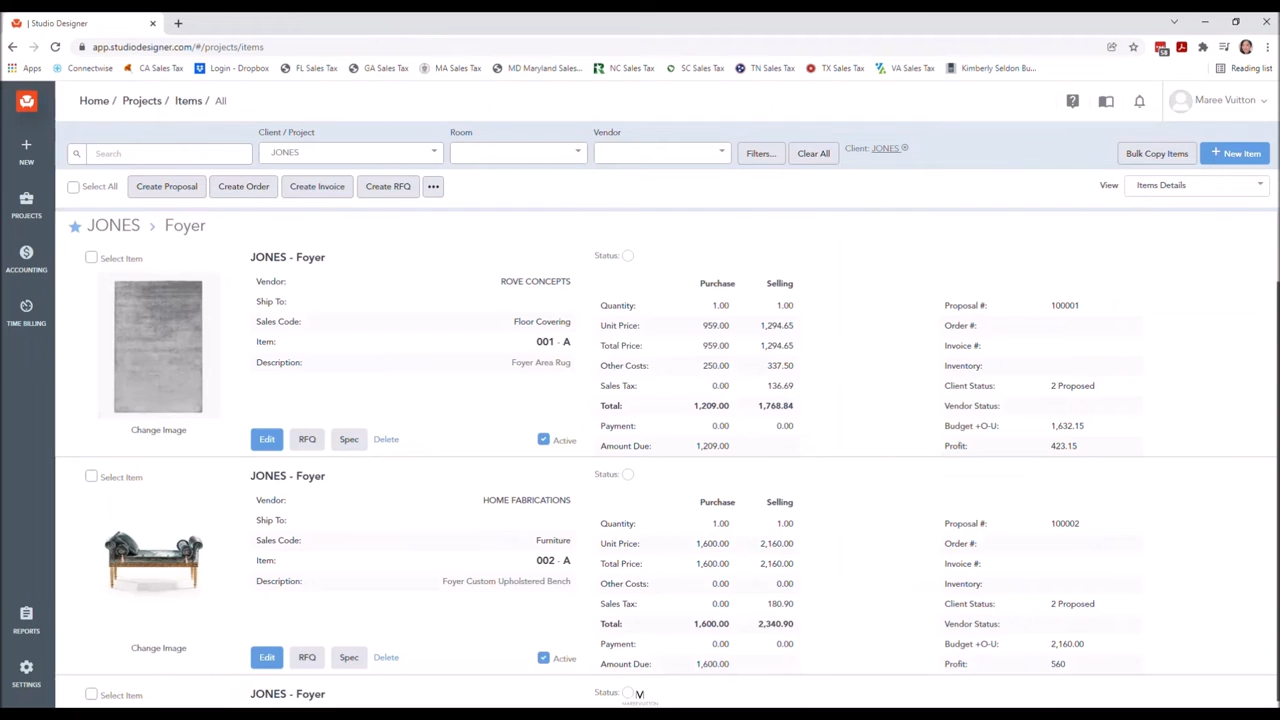 | Studio Designer
app.studiodesigner.com/#/projects/items
58
Apps Connectwise CA Sales Tax Login - Dropbox FL Sales Tax GA Sales Tax MA Sales Tax MD Maryland Sales... NC Sales Tax SC Sales Tax TN Sales Tax TX Sales Tax VA Sales Tax Kimberly Seldon Bu... Reading list
Home / Projects / Items / All
Maree Vuitton
NEW
PROJECTS
ACCOUNTING
TIME BILLING
REPORTS
SETTINGS
Client / Project Room Vendor
Search JONES Filters... Clear All Client: JONES Bulk Copy Items + New Item
Select All Create Proposal Create Order Create Invoice Create RFQ ••• View Items Details
JONES > Foyer
Select Item
JONES - Foyer
Vendor: ROVE CONCEPTS
Ship To:
Sales Code: Floor Covering
Item: 001 - A
Description: Foyer Area Rug
Change Image
Edit RFQ Spec Delete Active
Status:
Purchase Selling
Quantity: 1.00 1.00
Unit Price: 959.00 1,294.65
Total Price: 959.00 1,294.65
Other Costs: 250.00 337.50
Sales Tax: 0.00 136.69
Total: 1,209.00 1,768.84
Payment: 0.00 0.00
Amount Due: 1,209.00
Proposal #: 100001
Order #:
Invoice #:
Inventory:
Client Status: 2 Proposed
Vendor Status:
Budget +O-U: 1,632.15
Profit: 423.15
Select Item
JONES - Foyer
Vendor: HOME FABRICATIONS
Ship To:
Sales Code: Furniture
Item: 002 - A
Description: Foyer Custom Upholstered Bench
Change Image
Edit RFQ Spec Delete Active
Status:
Purchase Selling
Quantity: 1.00 1.00
Unit Price: 1,600.00 2,160.00
Total Price: 1,600.00 2,160.00
Other Costs: 0.00 0.00
Sales Tax: 0.00 180.90
Total: 1,600.00 2,340.90
Payment: 0.00 0.00
Amount Due: 1,600.00
Proposal #: 100002
Order #:
Invoice #:
Inventory:
Client Status: 2 Proposed
Vendor Status:
Budget +O-U: 2,160.00
Profit: 560
Select Item
JONES - Foyer
Status:
M
MAREEVUITTON